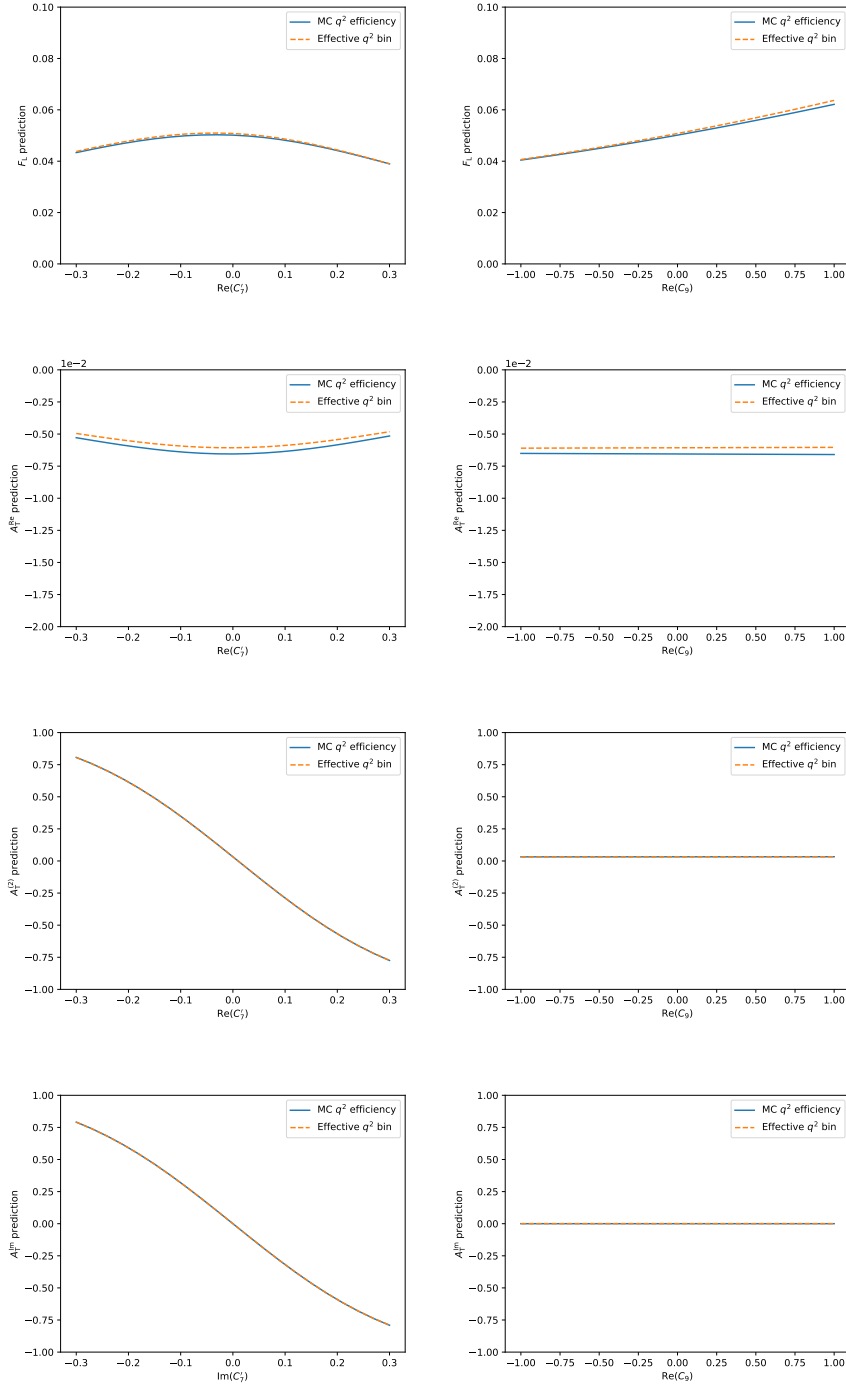 0.10
0.08
0.06
0.04
0.02
0.00
F_L prediction
MC q² efficiency
Effective q² bin
−0.3 −0.2 −0.1 0.0 0.1 0.2 0.3
Re(C₇′)
0.10
0.08
0.06
0.04
0.02
0.00
F_L prediction
MC q² efficiency
Effective q² bin
−1.00 −0.75 −0.50 −0.25 0.00 0.25 0.50 0.75 1.00
Re(C₉)
1e−2
0.00
−0.25
−0.50
−0.75
−1.00
−1.25
−1.50
−1.75
−2.00
A_T^Re prediction
MC q² efficiency
Effective q² bin
−0.3 −0.2 −0.1 0.0 0.1 0.2 0.3
Re(C₇′)
1e−2
0.00
−0.25
−0.50
−0.75
−1.00
−1.25
−1.50
−1.75
−2.00
A_T^Re prediction
MC q² efficiency
Effective q² bin
−1.00 −0.75 −0.50 −0.25 0.00 0.25 0.50 0.75 1.00
Re(C₉)
1.00
0.75
0.50
0.25
0.00
−0.25
−0.50
−0.75
−1.00
A_T^(2) prediction
MC q² efficiency
Effective q² bin
−0.3 −0.2 −0.1 0.0 0.1 0.2 0.3
Re(C₇′)
1.00
0.75
0.50
0.25
0.00
−0.25
−0.50
−0.75
−1.00
A_T^(2) prediction
MC q² efficiency
Effective q² bin
−1.00 −0.75 −0.50 −0.25 0.00 0.25 0.50 0.75 1.00
Re(C₉)
1.00
0.75
0.50
0.25
0.00
−0.25
−0.50
−0.75
−1.00
A_T^Im prediction
MC q² efficiency
Effective q² bin
−0.3 −0.2 −0.1 0.0 0.1 0.2 0.3
Im(C₇′)
1.00
0.75
0.50
0.25
0.00
−0.25
−0.50
−0.75
−1.00
A_T^Im prediction
MC q² efficiency
Effective q² bin
−1.00 −0.75 −0.50 −0.25 0.00 0.25 0.50 0.75 1.00
Re(C₉)